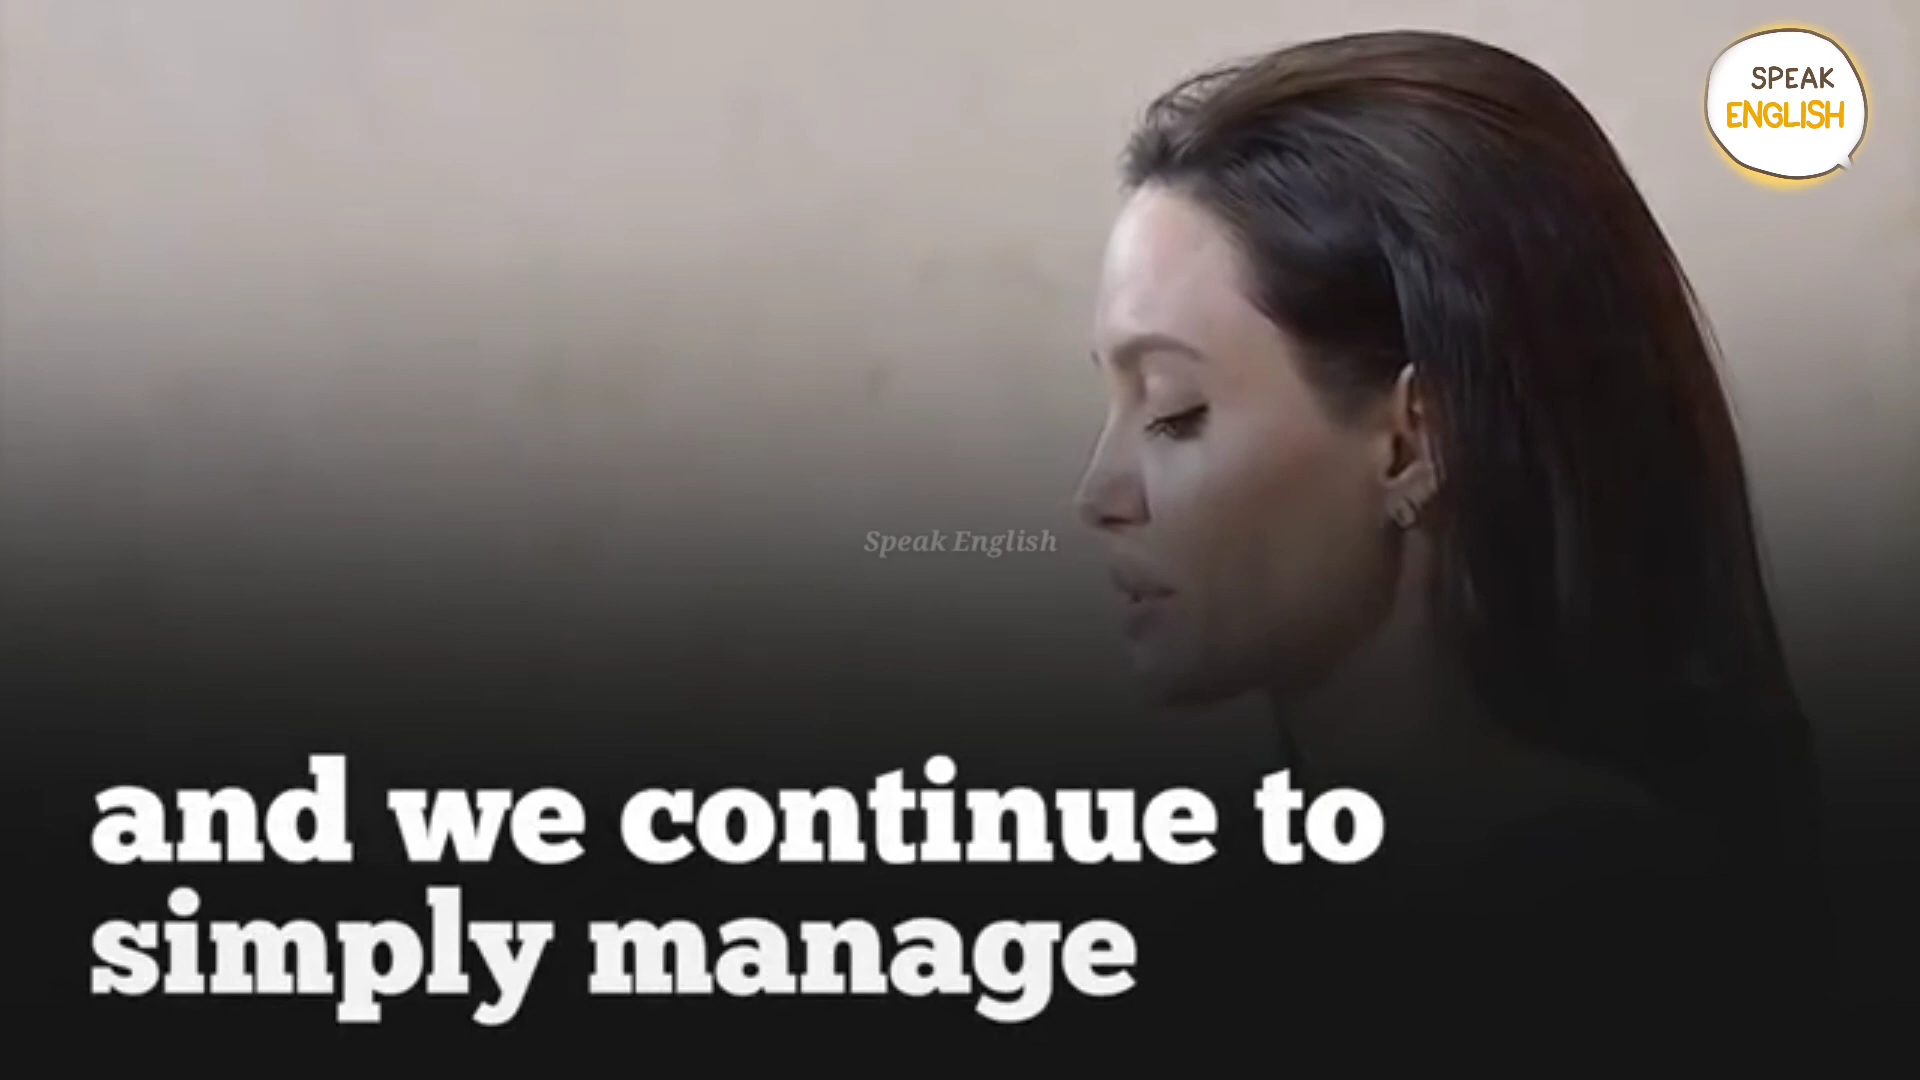 SPEAK
ENGLISH
Speak English
and we continue to
simply manage